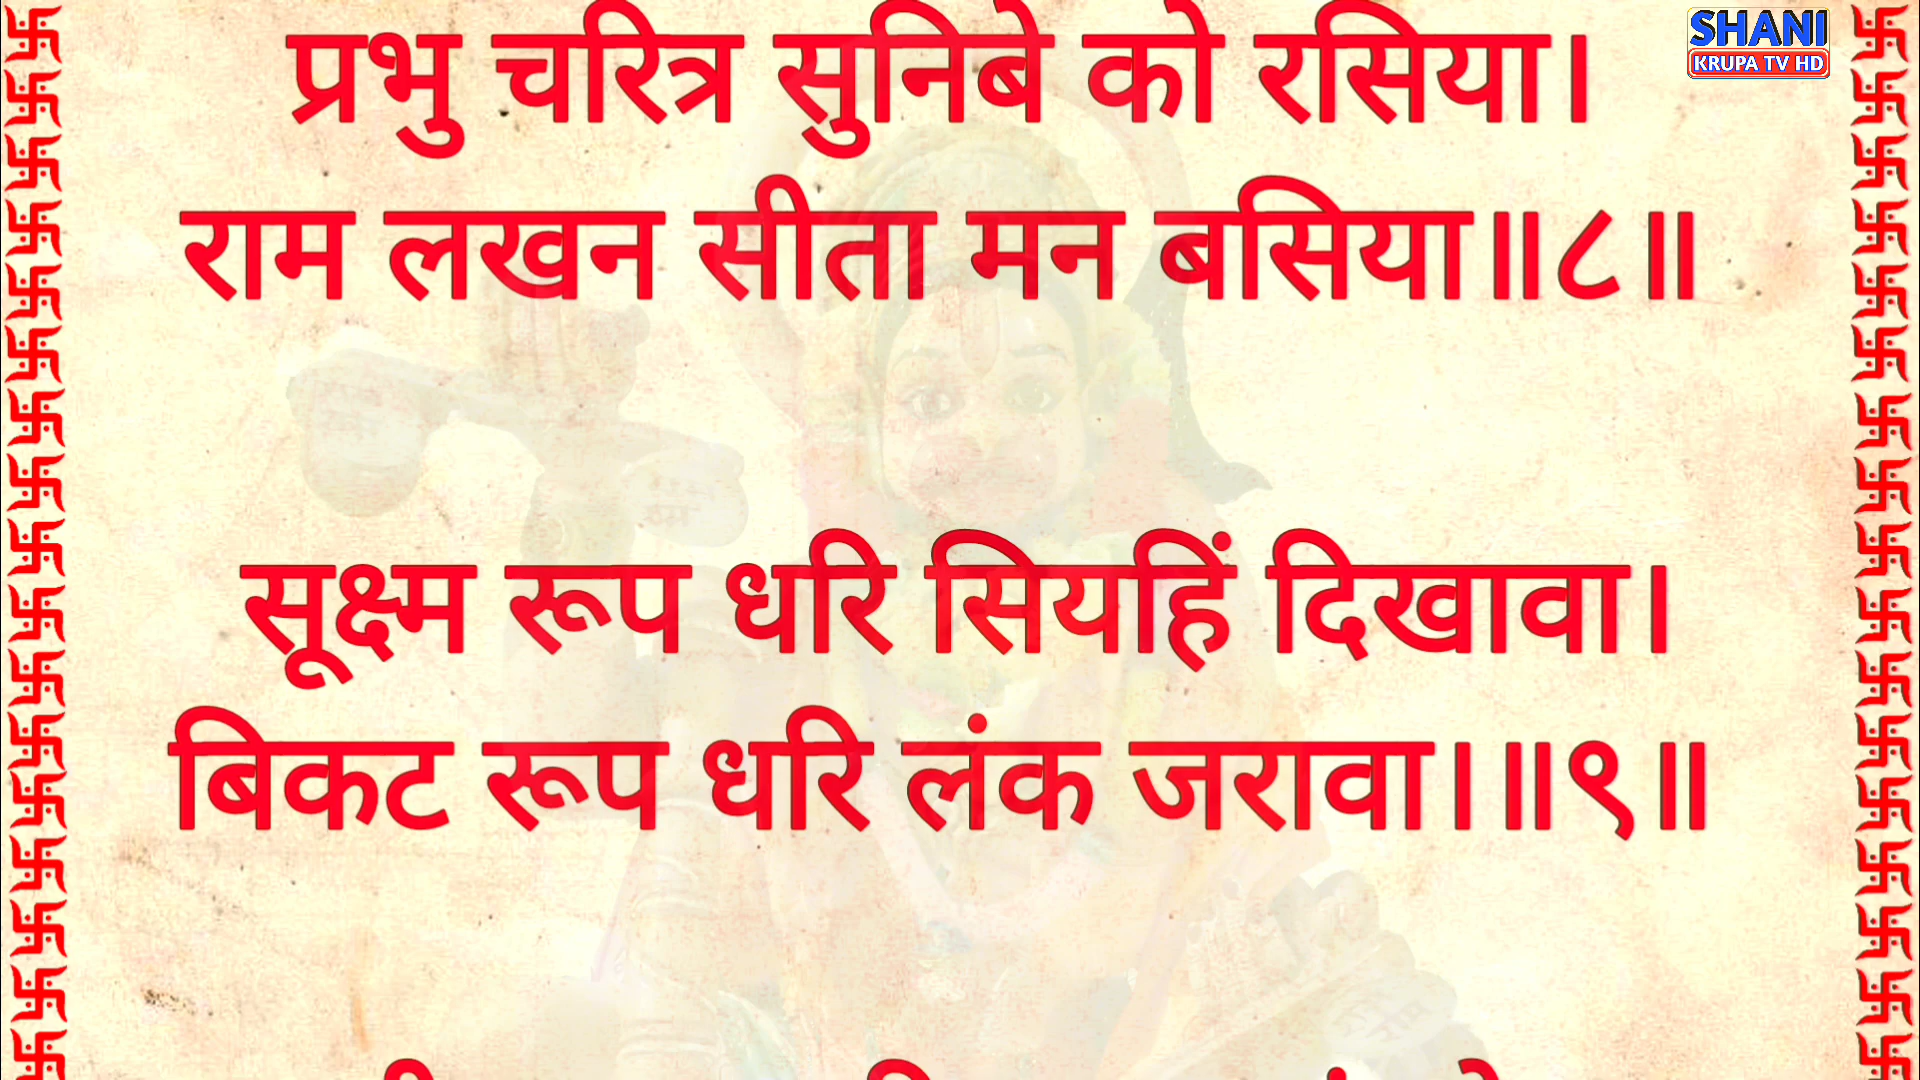 SHANI
KRUPA TV HD
प्रभु चरित्र सुनिबे को रसिया।
राम लखन सीता मन बसिया॥८॥
सूक्ष्म रूप धरि सियहिं दिखावा।
बिकट रूप धरि लंक जरावा।॥९॥